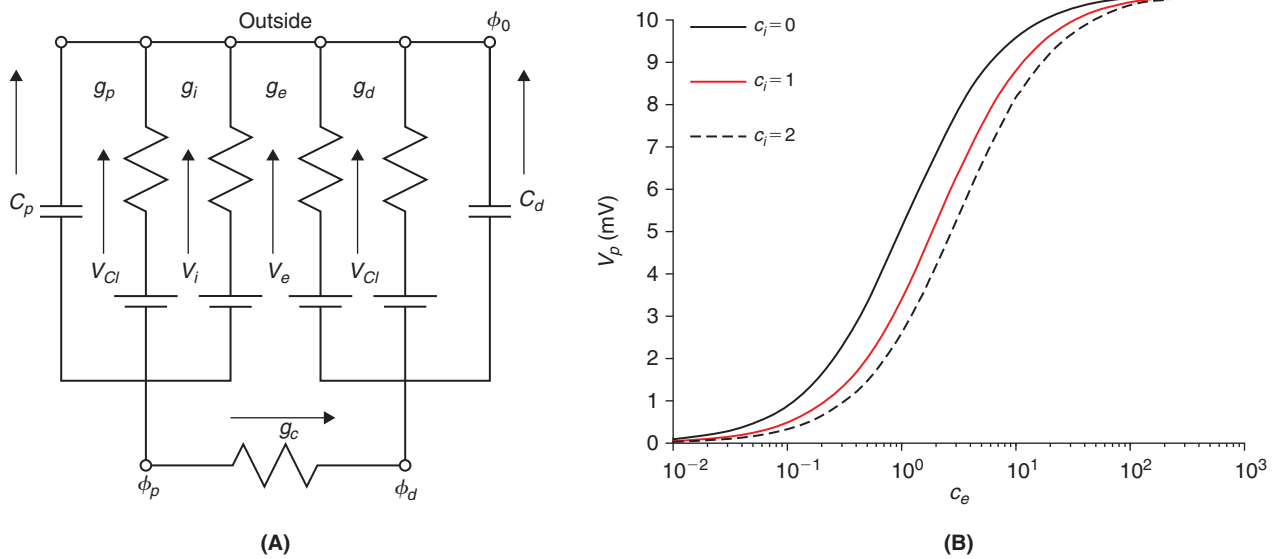 Outside
ϕ0
gp gi ge gd
Cp VCl Vi Ve VCl Cd
gc
ϕp ϕd
(A)
10
9
8
7
6
5
4
3
2
1
0
Vp (mV)
ci=0
ci=1
ci=2
10−2 10−1 100 101 102 103
ce
(B)